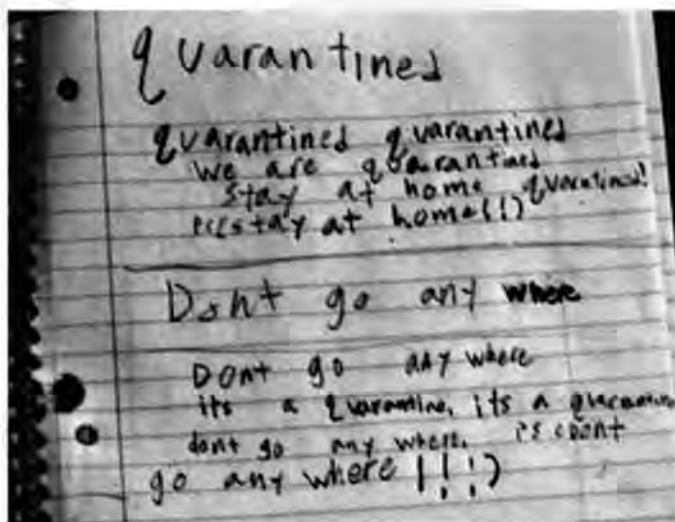 quarantined
quarantined quarantined
we are quarantined
stay at home quarantined!
stay at home!!)
Dont go any where
Dont go any where
its a quarantine, its a
dont go any where. dont
go any where !!!)